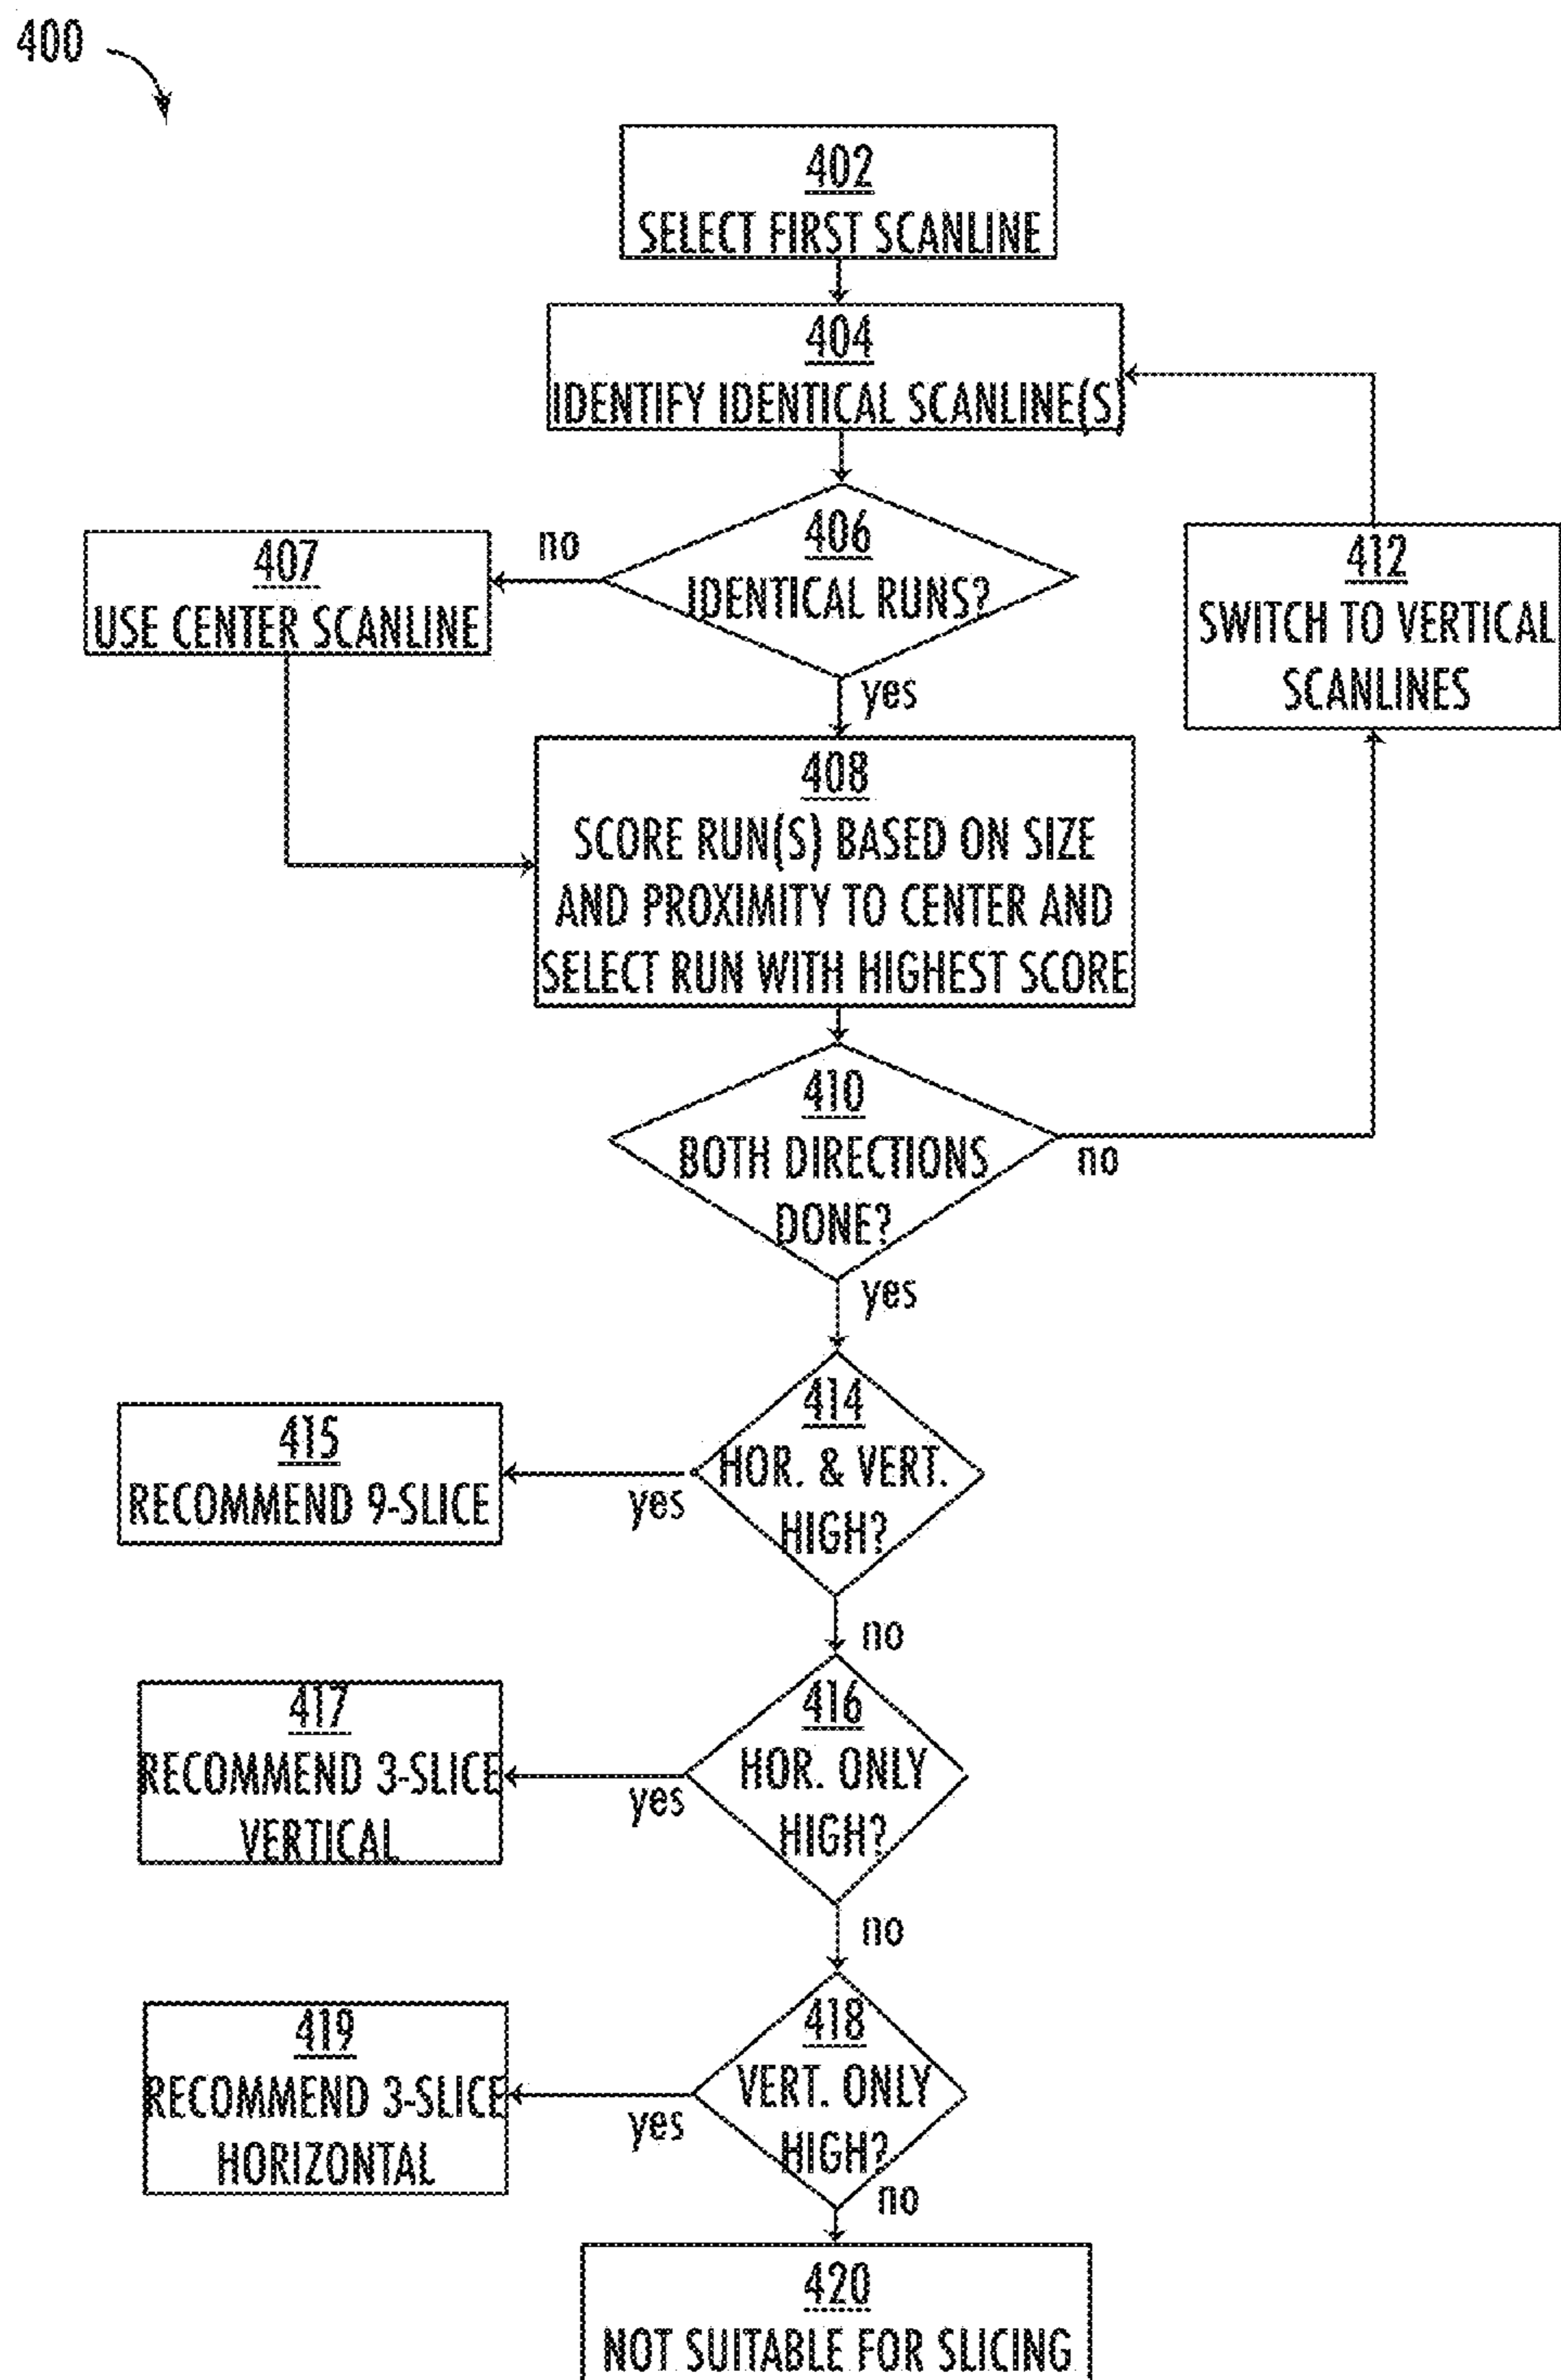 400
402
SELECT FIRST SCANLINE
404
IDENTIFY IDENTICAL SCANLINE(S)
406
IDENTICAL RUNS?
no
407
USE CENTER SCANLINE
412
SWITCH TO VERTICAL
SCANLINES
yes
408
SCORE RUN(S) BASED ON SIZE
AND PROXIMITY TO CENTER AND
SELECT RUN WITH HIGHEST SCORE
410
BOTH DIRECTIONS
DONE?
no
yes
414
HOR. & VERT.
HIGH?
yes
415
RECOMMEND 9-SLICE
no
416
HOR. ONLY
HIGH?
yes
417
RECOMMEND 3-SLICE
VERTICAL
no
418
VERT. ONLY
HIGH?
yes
419
RECOMMEND 3-SLICE
HORIZONTAL
no
420
NOT SUITABLE FOR SLICING